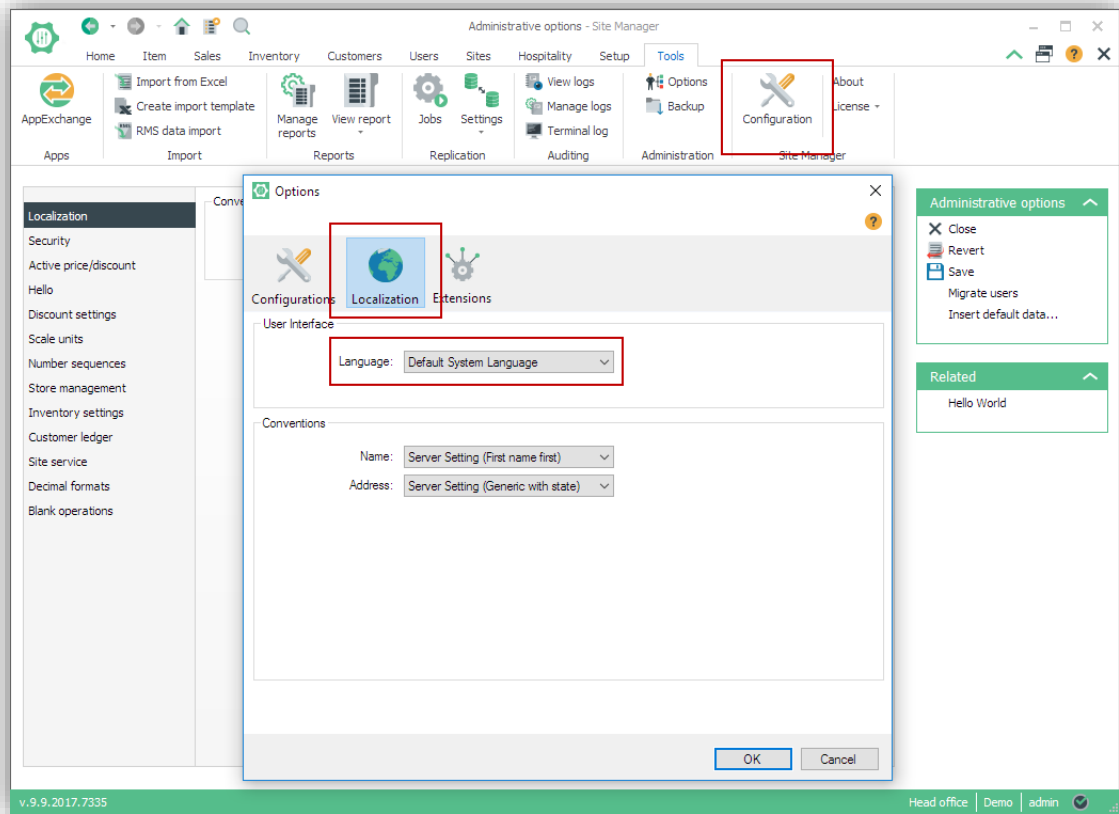 Administrative options - Site Manager
Home Item Sales Inventory Customers Users Sites Hospitality Setup Tools
AppExchange
Apps
Import from Excel
Create import template
RMS data import
Import
Manage reports
View report
Reports
Jobs
Settings
Replication
View logs
Manage logs
Terminal log
Auditing
Options
Backup
Administration
Configuration
About
License
Site Manager
Localization
Security
Active price/discount
Hello
Discount settings
Scale units
Number sequences
Store management
Inventory settings
Customer ledger
Site service
Decimal formats
Blank operations
Conve
Options
Configurations Localization Extensions
User Interface
Language: Default System Language
Conventions
Name: Server Setting (First name first)
Address: Server Setting (Generic with state)
OK Cancel
Administrative options
Close
Revert
Save
Migrate users
Insert default data...
Related
Hello World
v.9.9.2017.7335
Head office Demo admin